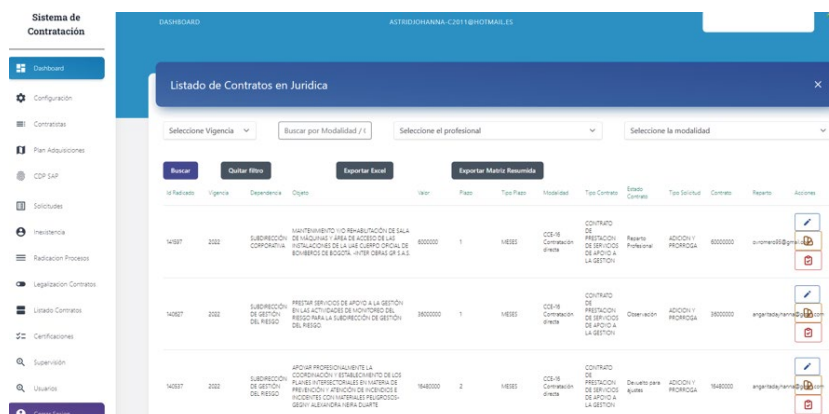 Sistema de
Contratación
DASHBOARD
ASTRIDJOHANNA-C2011@HOTMAIL.ES
Dashboard
Configuración
Contratistas
Plan Adquisiciones
CDP SAP
Solicitudes
Inexistencia
Radicacion Procesos
Legalizacion Contratos
Listado Contratos
Certificaciones
Supervisión
Usuarios
Listado de Contratos en Juridica
Seleccione Vigencia
Buscar por Modalidad / (
Seleccione el profesional
Seleccione la modalidad
Buscar
Quitar filtro
Exportar Excel
Exportar Matriz Resumida
Id Radicado Vigencia Dependencia Objeto Valor Plazo Tipo Plazo Modalidad Tipo Contrato Estado Contrato Tipo Solicitud Contrato Reparto Acciones
2022
SUBDIRECCIÓN
CORPORATIVA
MANTENIMIENTO Y/O REHABILITACIÓN DE SALA
DE MÁQUINAS Y ÁREA DE ACCESO DE LAS
INSTALACIONES DE LA UAE CUERPO OFICIAL DE
BOMBEROS DE BOGOTÁ. -INTER OBRAS GR S.A.S.
1
MESES
CCE-16
Contratación
directa
CONTRATO
DE
PRESTACION
DE SERVICIOS
DE APOYO A
LA GESTION
Reparto
Profesional
ADICION Y
PRORROGA
140627
2022
SUBDIRECCIÓN
DE GESTIÓN
DEL RIESGO
PRESTAR SERVICIOS DE APOYO A LA GESTIÓN
EN LAS ACTIVIDADES DE MONITOREO DEL
RIESGO PARA LA SUBDIRECCIÓN DE GESTIÓN
DEL RIESGO.
36000000
1
MESES
CCE-16
Contratación
directa
CONTRATO
DE
PRESTACION
DE SERVICIOS
DE APOYO A
LA GESTION
Observación
ADICION Y
PRORROGA
36000000
140557
2022
SUBDIRECCIÓN
DE GESTIÓN
DEL RIESGO
APOYAR PROFESIONALMENTE LA
COORDINACIÓN Y ESTABLECIMIENTO DE LOS
PLANES INTERSECTORIALES EN MATERIA DE
PREVENCIÓN Y ATENCIÓN DE INCENDIOS E
INCIDENTES CON MATERIALES PELIGROSOS-
ALEXANDRA NEIRA DUARTE
16480000
2
MESES
CCE-16
Contratación
directa
CONTRATO
DE
PRESTACION
DE SERVICIOS
DE APOYO A
LA GESTION
Devuelto para
ajustes
ADICION Y
PRORROGA
16480000